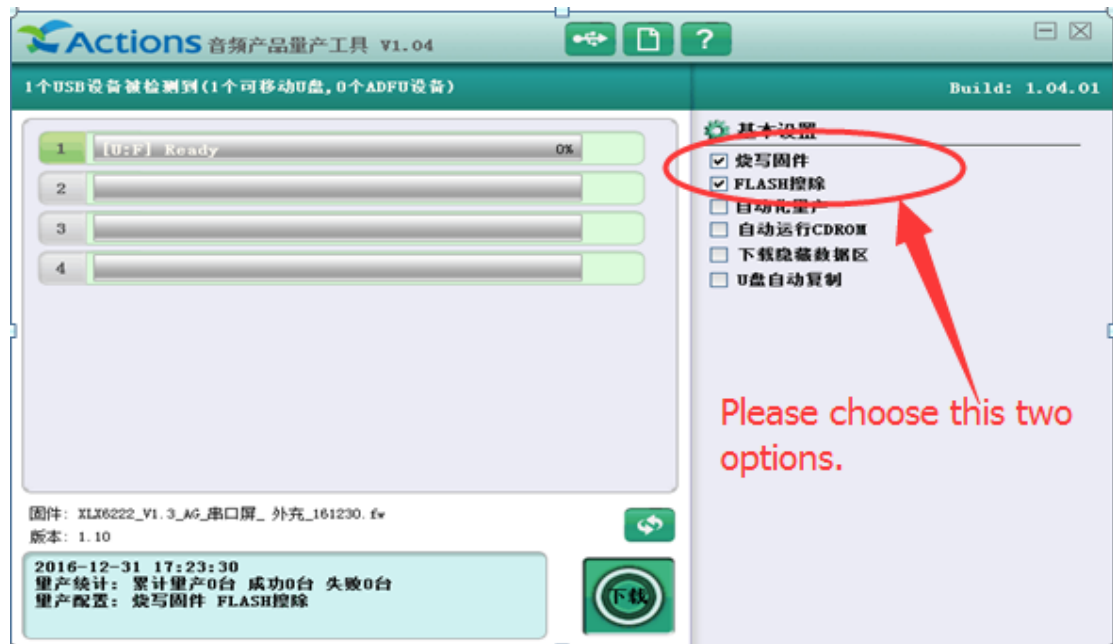 Actions 音频产品量产工具 V1.04
?
1个USB设备被检测到(1个可移动U盘,0个ADFU设备)
Build: 1.04.01
1 [U:F] Ready 0%
2
3
4
基本设置
烧写固件
FLASH擦除
自动化量产
自动运行CDROM
下载隐藏数据区
U盘自动复制
Please choose this two
options.
固件: XLX6222_V1.3_AG_串口屏_ 外充_161230.fw
版本: 1.10
2016-12-31 17:23:30
量产统计: 累计量产0台 成功0台 失败0台
量产配置: 烧写固件 FLASH擦除
下载